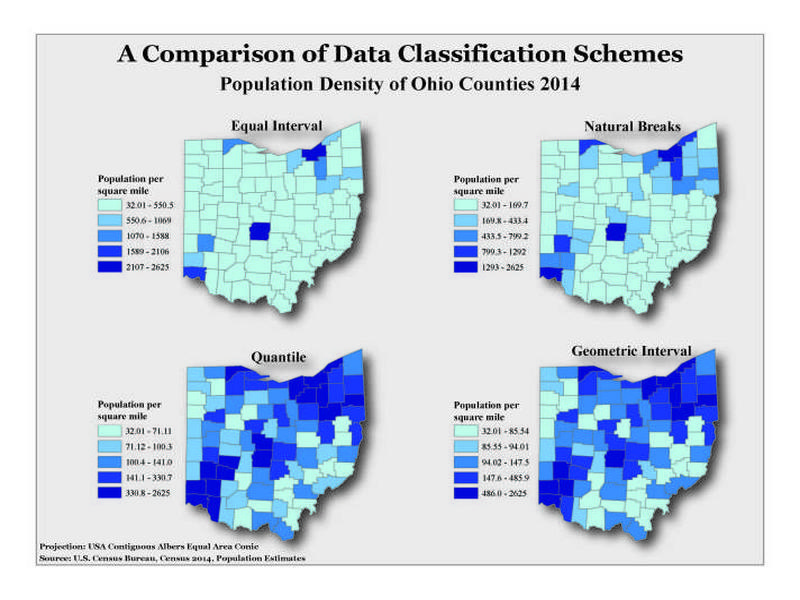 A Comparison of Data Classification Schemes
Population Density of Ohio Counties 2014
Equal Interval
Population per
square mile
32.01 - 550.5
550.6 - 1069
1070 - 1588
1589 - 2106
2107 - 2625
Natural Breaks
Population per
square mile
32.01 - 169.7
169.8 - 433.4
433.5 - 799.2
799.3 - 1292
1293 - 2625
Quantile
Population per
square mile
32.01 - 71.11
71.12 - 100.3
100.4 - 141.0
141.1 - 330.7
330.8 - 2625
Geometric Interval
Population per
square mile
32.01 - 85.54
85.55 - 94.01
94.02 - 147.5
147.6 - 485.9
486.0 - 2625
Projection: USA Contiguous Albers Equal Area Conic
Source: U.S. Census Bureau, Census 2014, Population Estimates